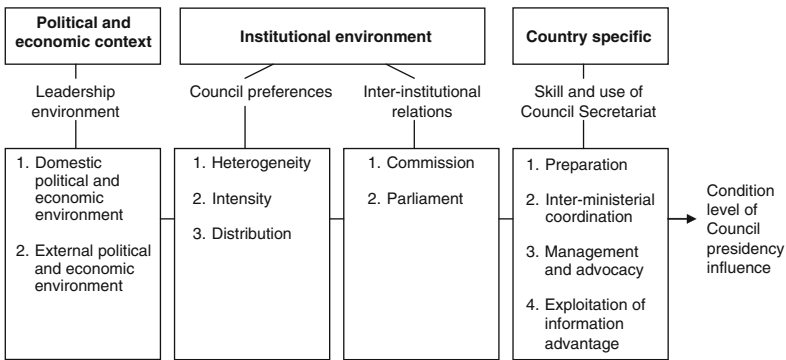 Political and
economic context
Institutional environment
Country specific
Leadership
environment
Council preferences
Inter-institutional
relations
Skill and use of
Council Secretariat
1. Domestic
political and
economic
environment
2. External political
and economic
environment
1. Heterogeneity
2. Intensity
3. Distribution
1. Commission
2. Parliament
1. Preparation
2. Inter-ministerial
coordination
3. Management
and advocacy
4. Exploitation of
information
advantage
Condition
level of
Council
presidency
influence